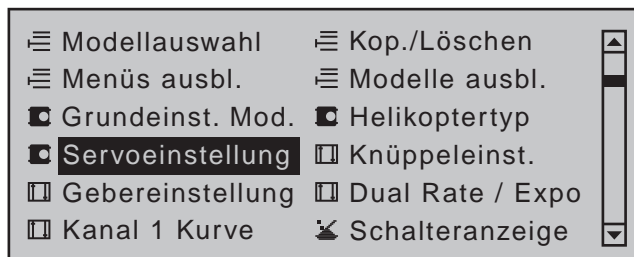 Modellauswahl Kop./Löschen
Menüs ausbl. Modelle ausbl.
Grundeinst. Mod. Helikoptertyp
Servoeinstellung Knüppeleinst.
Gebereinstellung Dual Rate / Expo
Kanal 1 Kurve Schalteranzeige